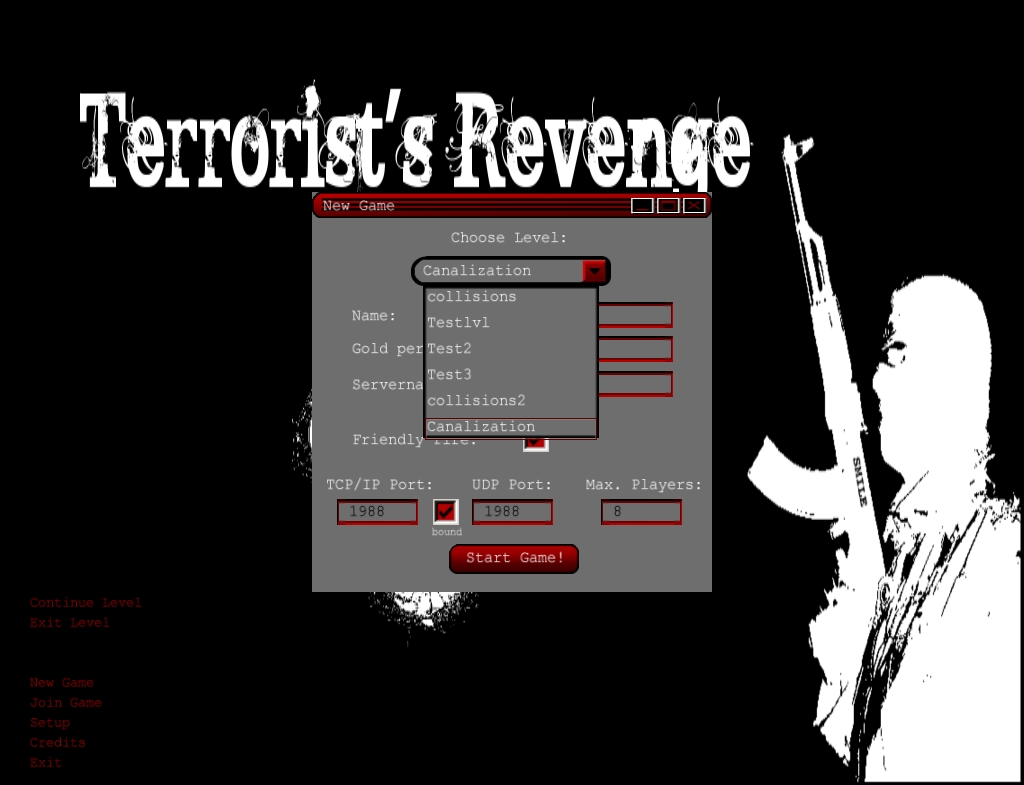 Terrorist's Revenge
New Game
Choose Level:
Canalization
collisions
Name:
Testlvl
Gold per
Test2
Test3
Serverna
collisions2
Canalization
Friendly fire:
TCP/IP Port:
UDP Port:
Max. Players:
1988
1988
8
bound
Start Game!
SMILE
Continue Level
Exit Level
New Game
Join Game
Setup
Credits
Exit